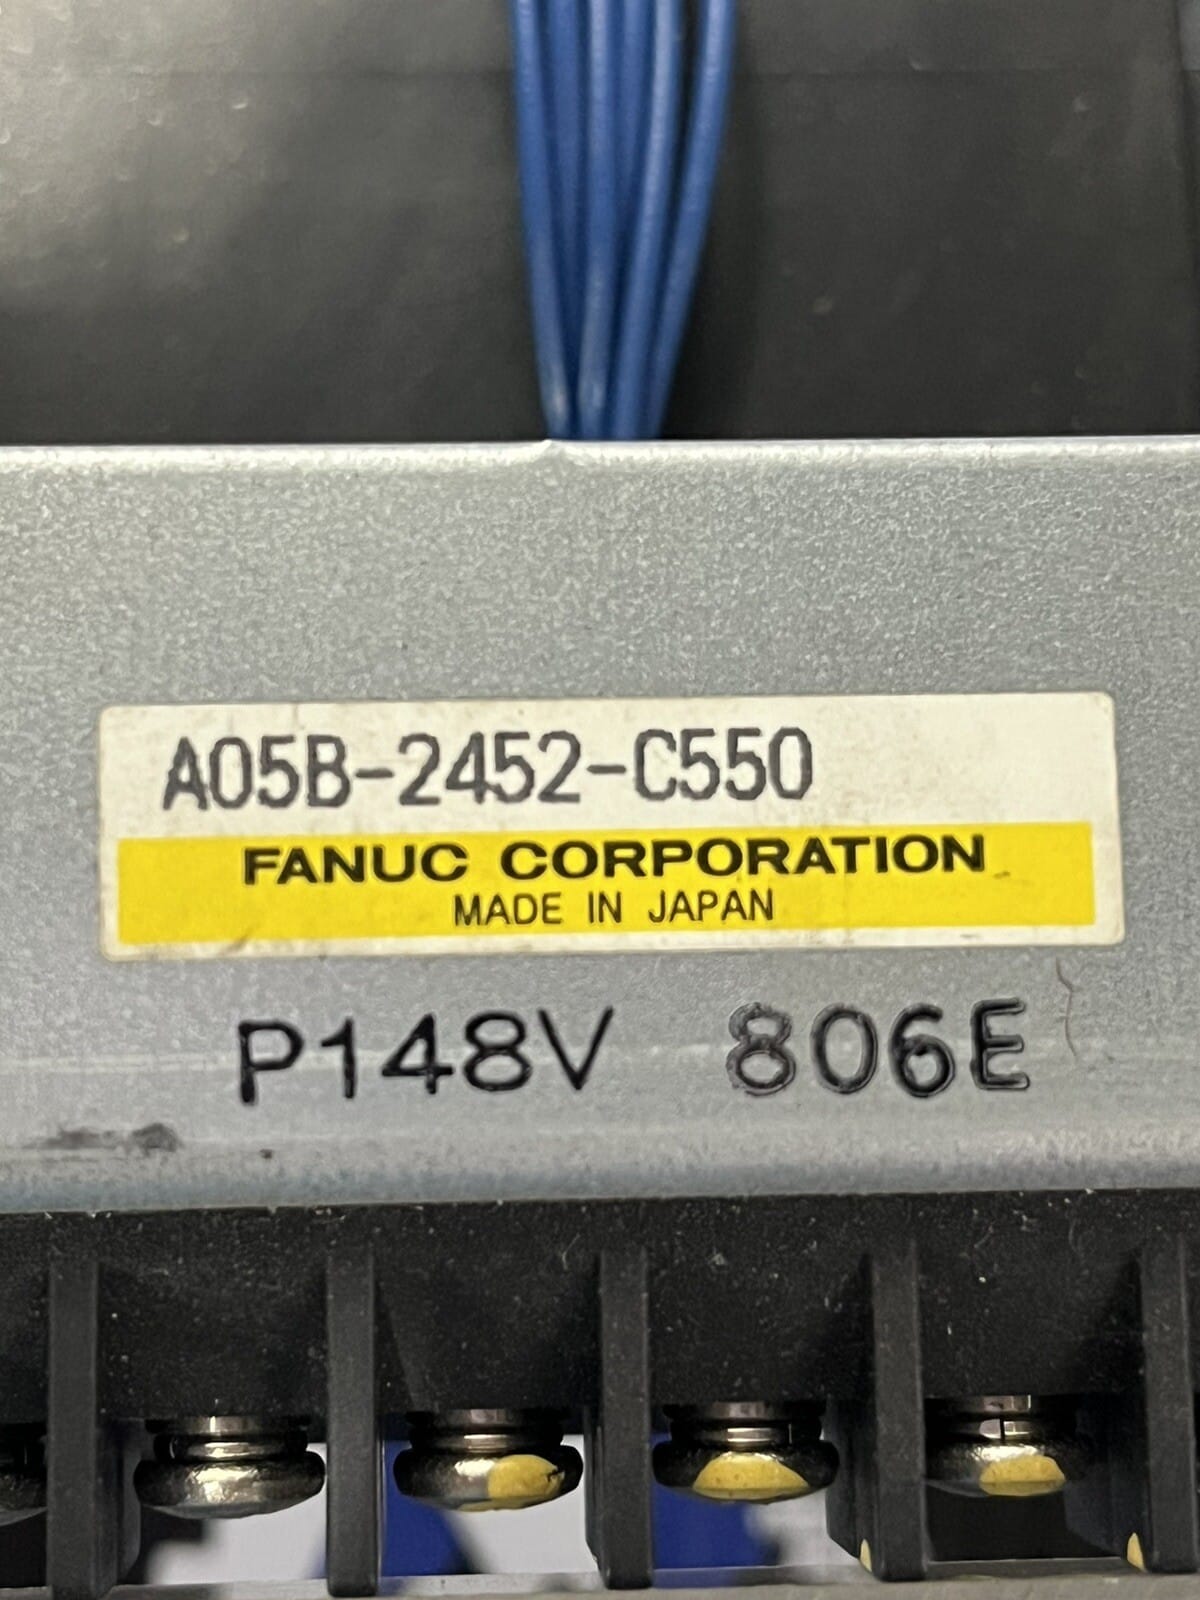 A05B-2452-C550
FANUC CORPORATION
MADE IN JAPAN
P148V 806E